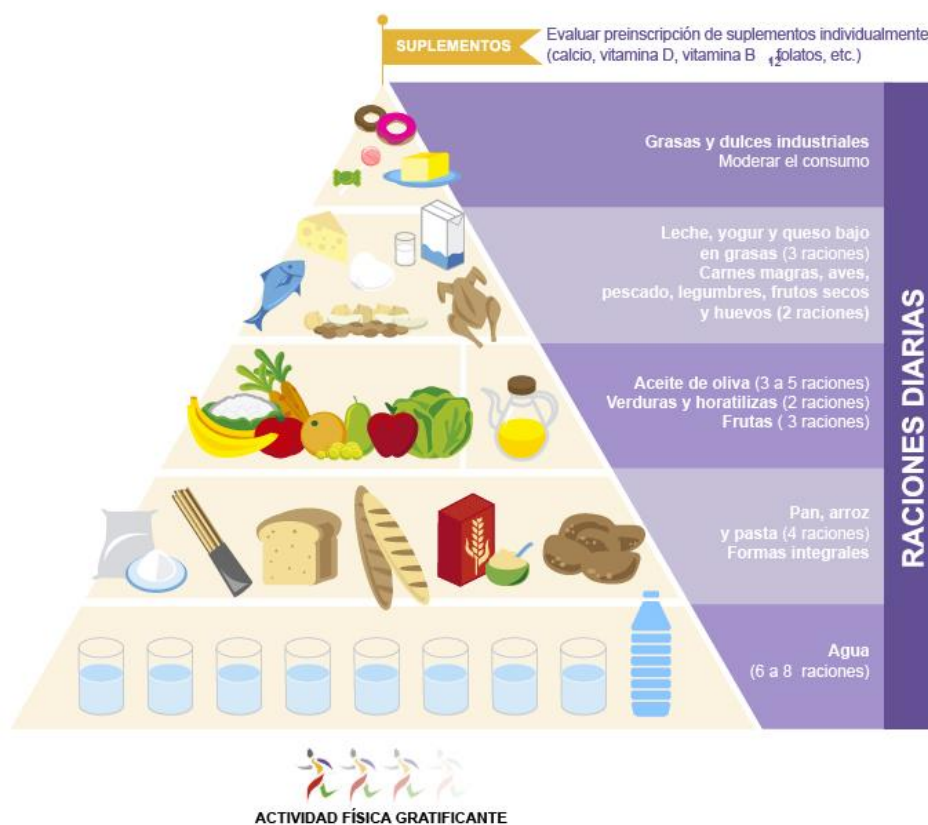 SUPLEMENTOS
Evaluar preinscripción de suplementos individualmente
(calcio, vitamina D, vitamina B 12, folatos, etc.)
Grasas y dulces industriales
Moderar el consumo
Leche, yogur y queso bajo
en grasas (3 raciones)
Carnes magras, aves,
pescado, legumbres, frutos secos
y huevos (2 raciones)
Aceite de oliva (3 a 5 raciones)
Verduras y horatilizas (2 raciones)
Frutas ( 3 raciones)
Pan, arroz
y pasta (4 raciones)
Formas integrales
Agua
(6 a 8 raciones)
RACIONES DIARIAS
ACTIVIDAD FÍSICA GRATIFICANTE